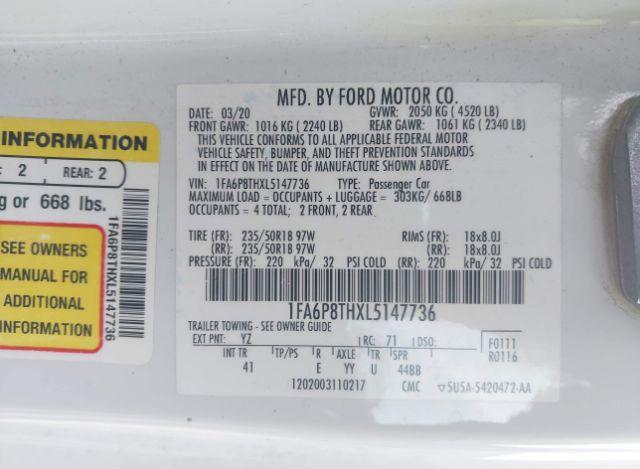 INFORMATION
: 2 REAR: 2
g or 668 lbs.
SEE OWNERS
MANUAL FOR
ADDITIONAL
INFORMATION
1FA6P8THXL5147736
MFD. BY FORD MOTOR CO.
DATE: 03/20 GVWR: 2050 KG ( 4520 LB)
FRONT GAWR: 1016 KG ( 2240 LB) REAR GAWR: 1061 KG ( 2340 LB)
THIS VEHICLE CONFORMS TO ALL APPLICABLE FEDERAL MOTOR
VEHICLE SAFETY, BUMPER, AND THEFT PREVENTION STANDARDS
IN EFFECT ON THE DATE OF MANUFACTURE SHOWN ABOVE.
VIN: 1FA6P8THXL5147736 TYPE: Passenger Car
MAXIMUM LOAD = OCCUPANTS + LUGGAGE = 303KG/ 668LB
OCCUPANTS = 4 TOTAL; 2 FRONT, 2 REAR
TIRE (FR): 235/50R18 97W RIMS (FR): 18x8.0J
(RR): 235/50R18 97W (RR): 18x8.0J
PRESSURE (FR): 220 kPa/ 32 PSI COLD (RR): 220 kPa/ 32 PSI COLD
1FA6P8THXL5147736
TRAILER TOWING - SEE OWNER GUIDE
EXT PNT: YZ RC: 71 DSO: F0111
INT TR TP/PS R AXLE TR SPR R0116
41 E YY U 44BB
1202003110217 CMC 5U5A-5420472-AA